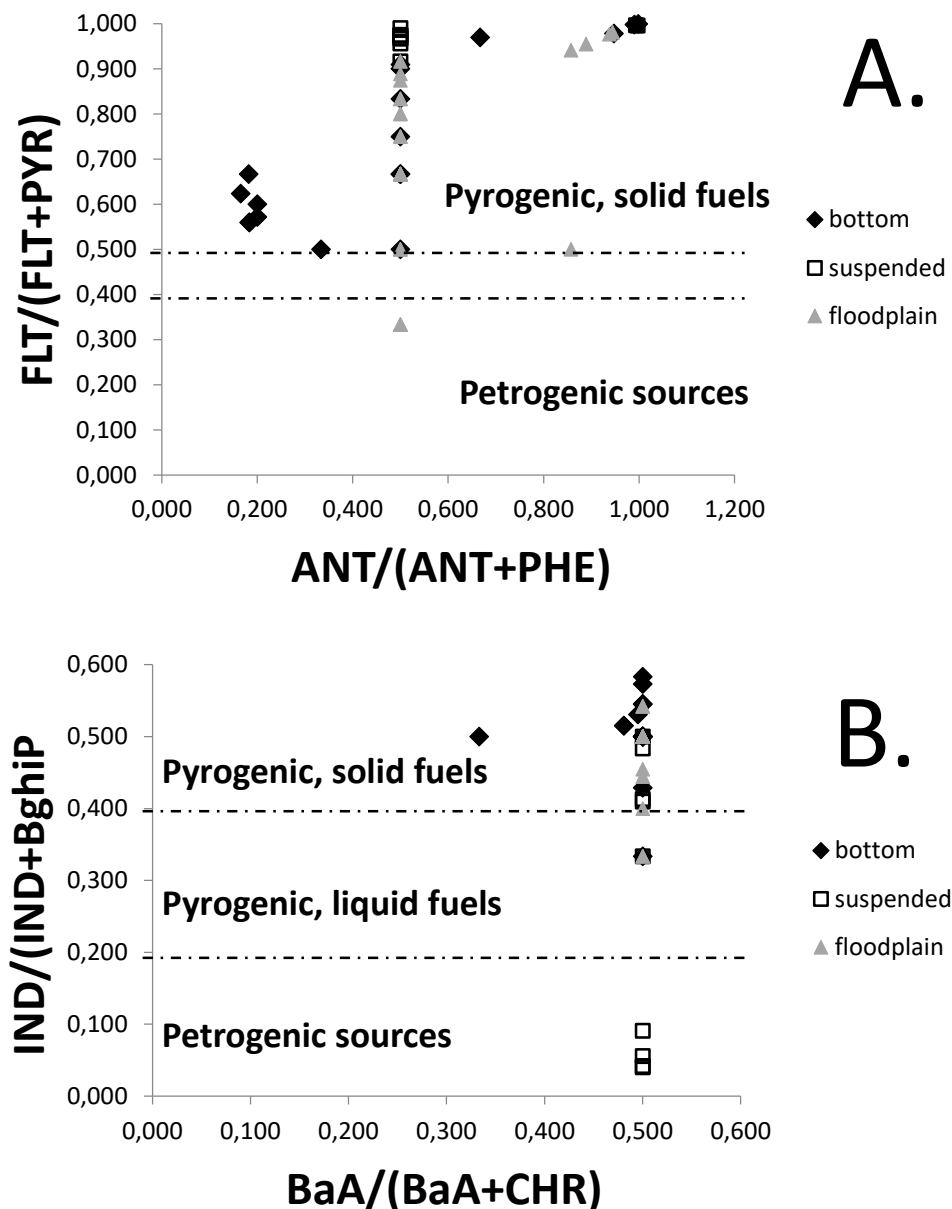 A.
FLT/(FLT+PYR)
1,000
0,900
0,800
0,700
0,600
0,500
0,400
0,300
0,200
0,100
0,000
Pyrogenic, solid fuels
Petrogenic sources
bottom
suspended
floodplain
0,000 0,200 0,400 0,600 0,800 1,000 1,200
ANT/(ANT+PHE)
B.
IND/(IND+BghiP
0,600
0,500
0,400
0,300
0,200
0,100
0,000
Pyrogenic, solid fuels
Pyrogenic, liquid fuels
Petrogenic sources
bottom
suspended
floodplain
0,000 0,100 0,200 0,300 0,400 0,500 0,600
BaA/(BaA+CHR)